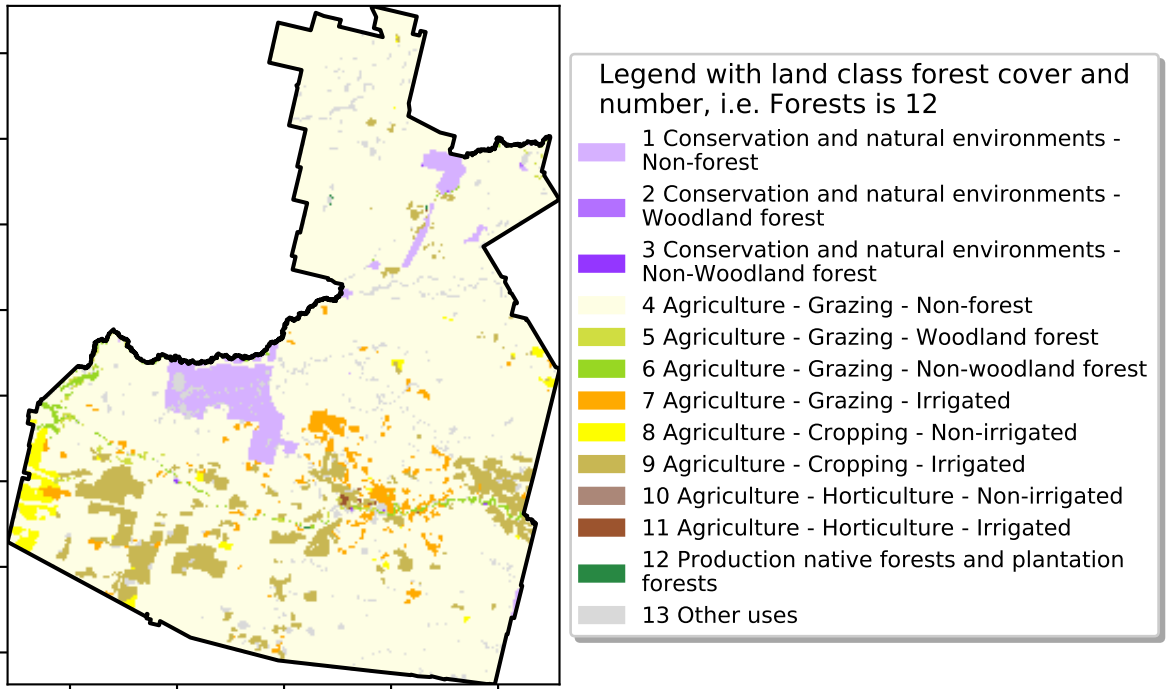 Legend with land class forest cover and
number, i.e. Forests is 12
1 Conservation and natural environments -
Non-forest
2 Conservation and natural environments -
Woodland forest
3 Conservation and natural environments -
Non-Woodland forest
4 Agriculture - Grazing - Non-forest
5 Agriculture - Grazing - Woodland forest
6 Agriculture - Grazing - Non-woodland forest
7 Agriculture - Grazing - Irrigated
8 Agriculture - Cropping - Non-irrigated
9 Agriculture - Cropping - Irrigated
10 Agriculture - Horticulture - Non-irrigated
11 Agriculture - Horticulture - Irrigated
12 Production native forests and plantation
forests
13 Other uses